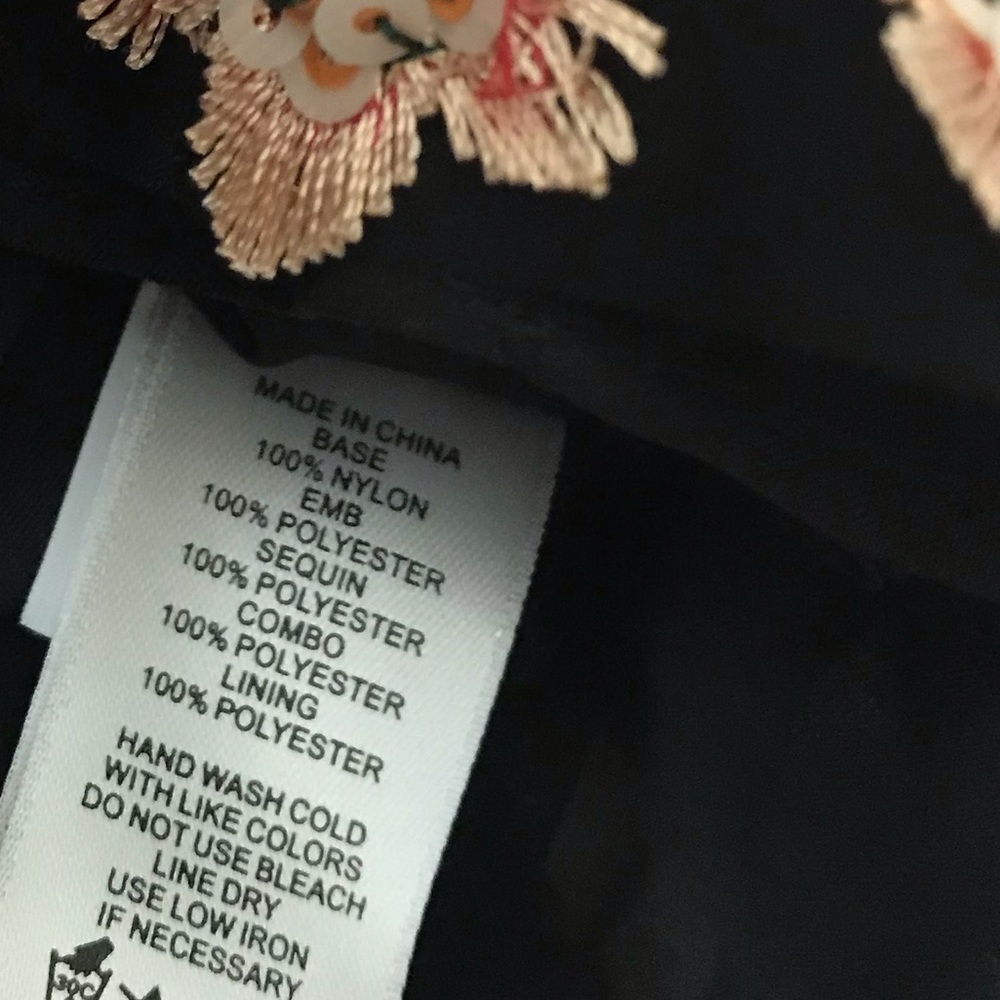 MADE IN CHINA
BASE
100% NYLON
EMB
100% POLYESTER
SEQUIN
100% POLYESTER
COMBO
100% POLYESTER
LINING
100% POLYESTER
HAND WASH COLD
WITH LIKE COLORS
DO NOT USE BLEACH
LINE DRY
USE LOW IRON
IF NECESSARY
30C